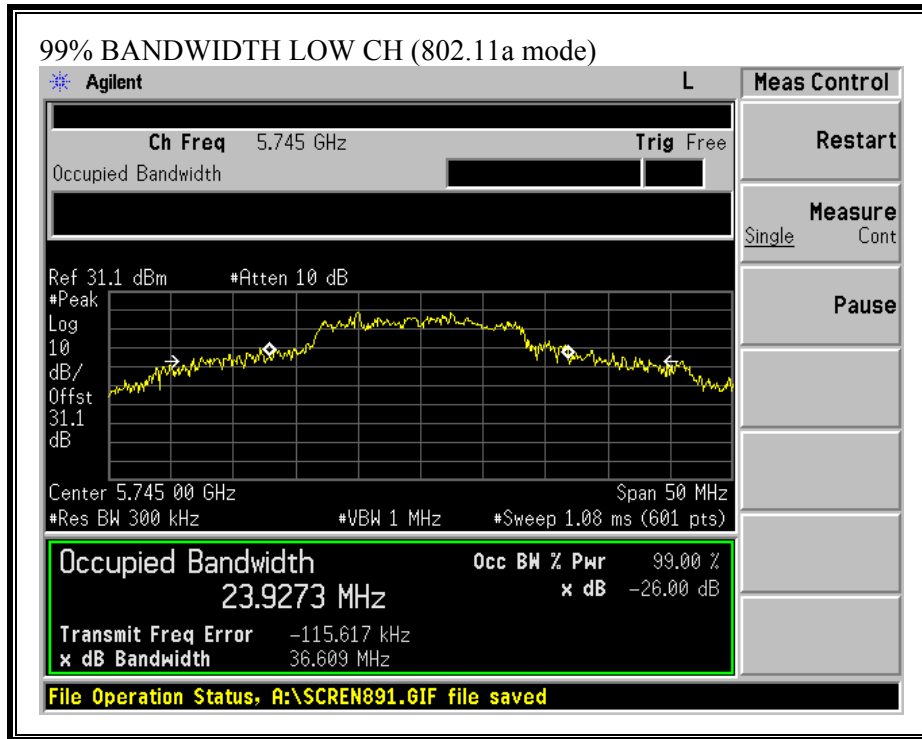 99% BANDWIDTH LOW CH (802.11a mode)
Agilent L Meas Control
Ch Freq 5.745 GHz Trig Free Restart
Occupied Bandwidth
Measure
Single Cont
Ref 31.1 dBm #Atten 10 dB
#Peak Pause
Log
10
dB/
Offst
31.1
dB
Center 5.745 00 GHz Span 50 MHz
#Res BW 300 kHz #VBW 1 MHz #Sweep 1.08 ms (601 pts)
Occupied Bandwidth Occ BW % Pwr 99.00 %
23.9273 MHz x dB -26.00 dB
Transmit Freq Error -115.617 kHz
x dB Bandwidth 36.609 MHz
File Operation Status, A:\SCREN891.GIF file saved